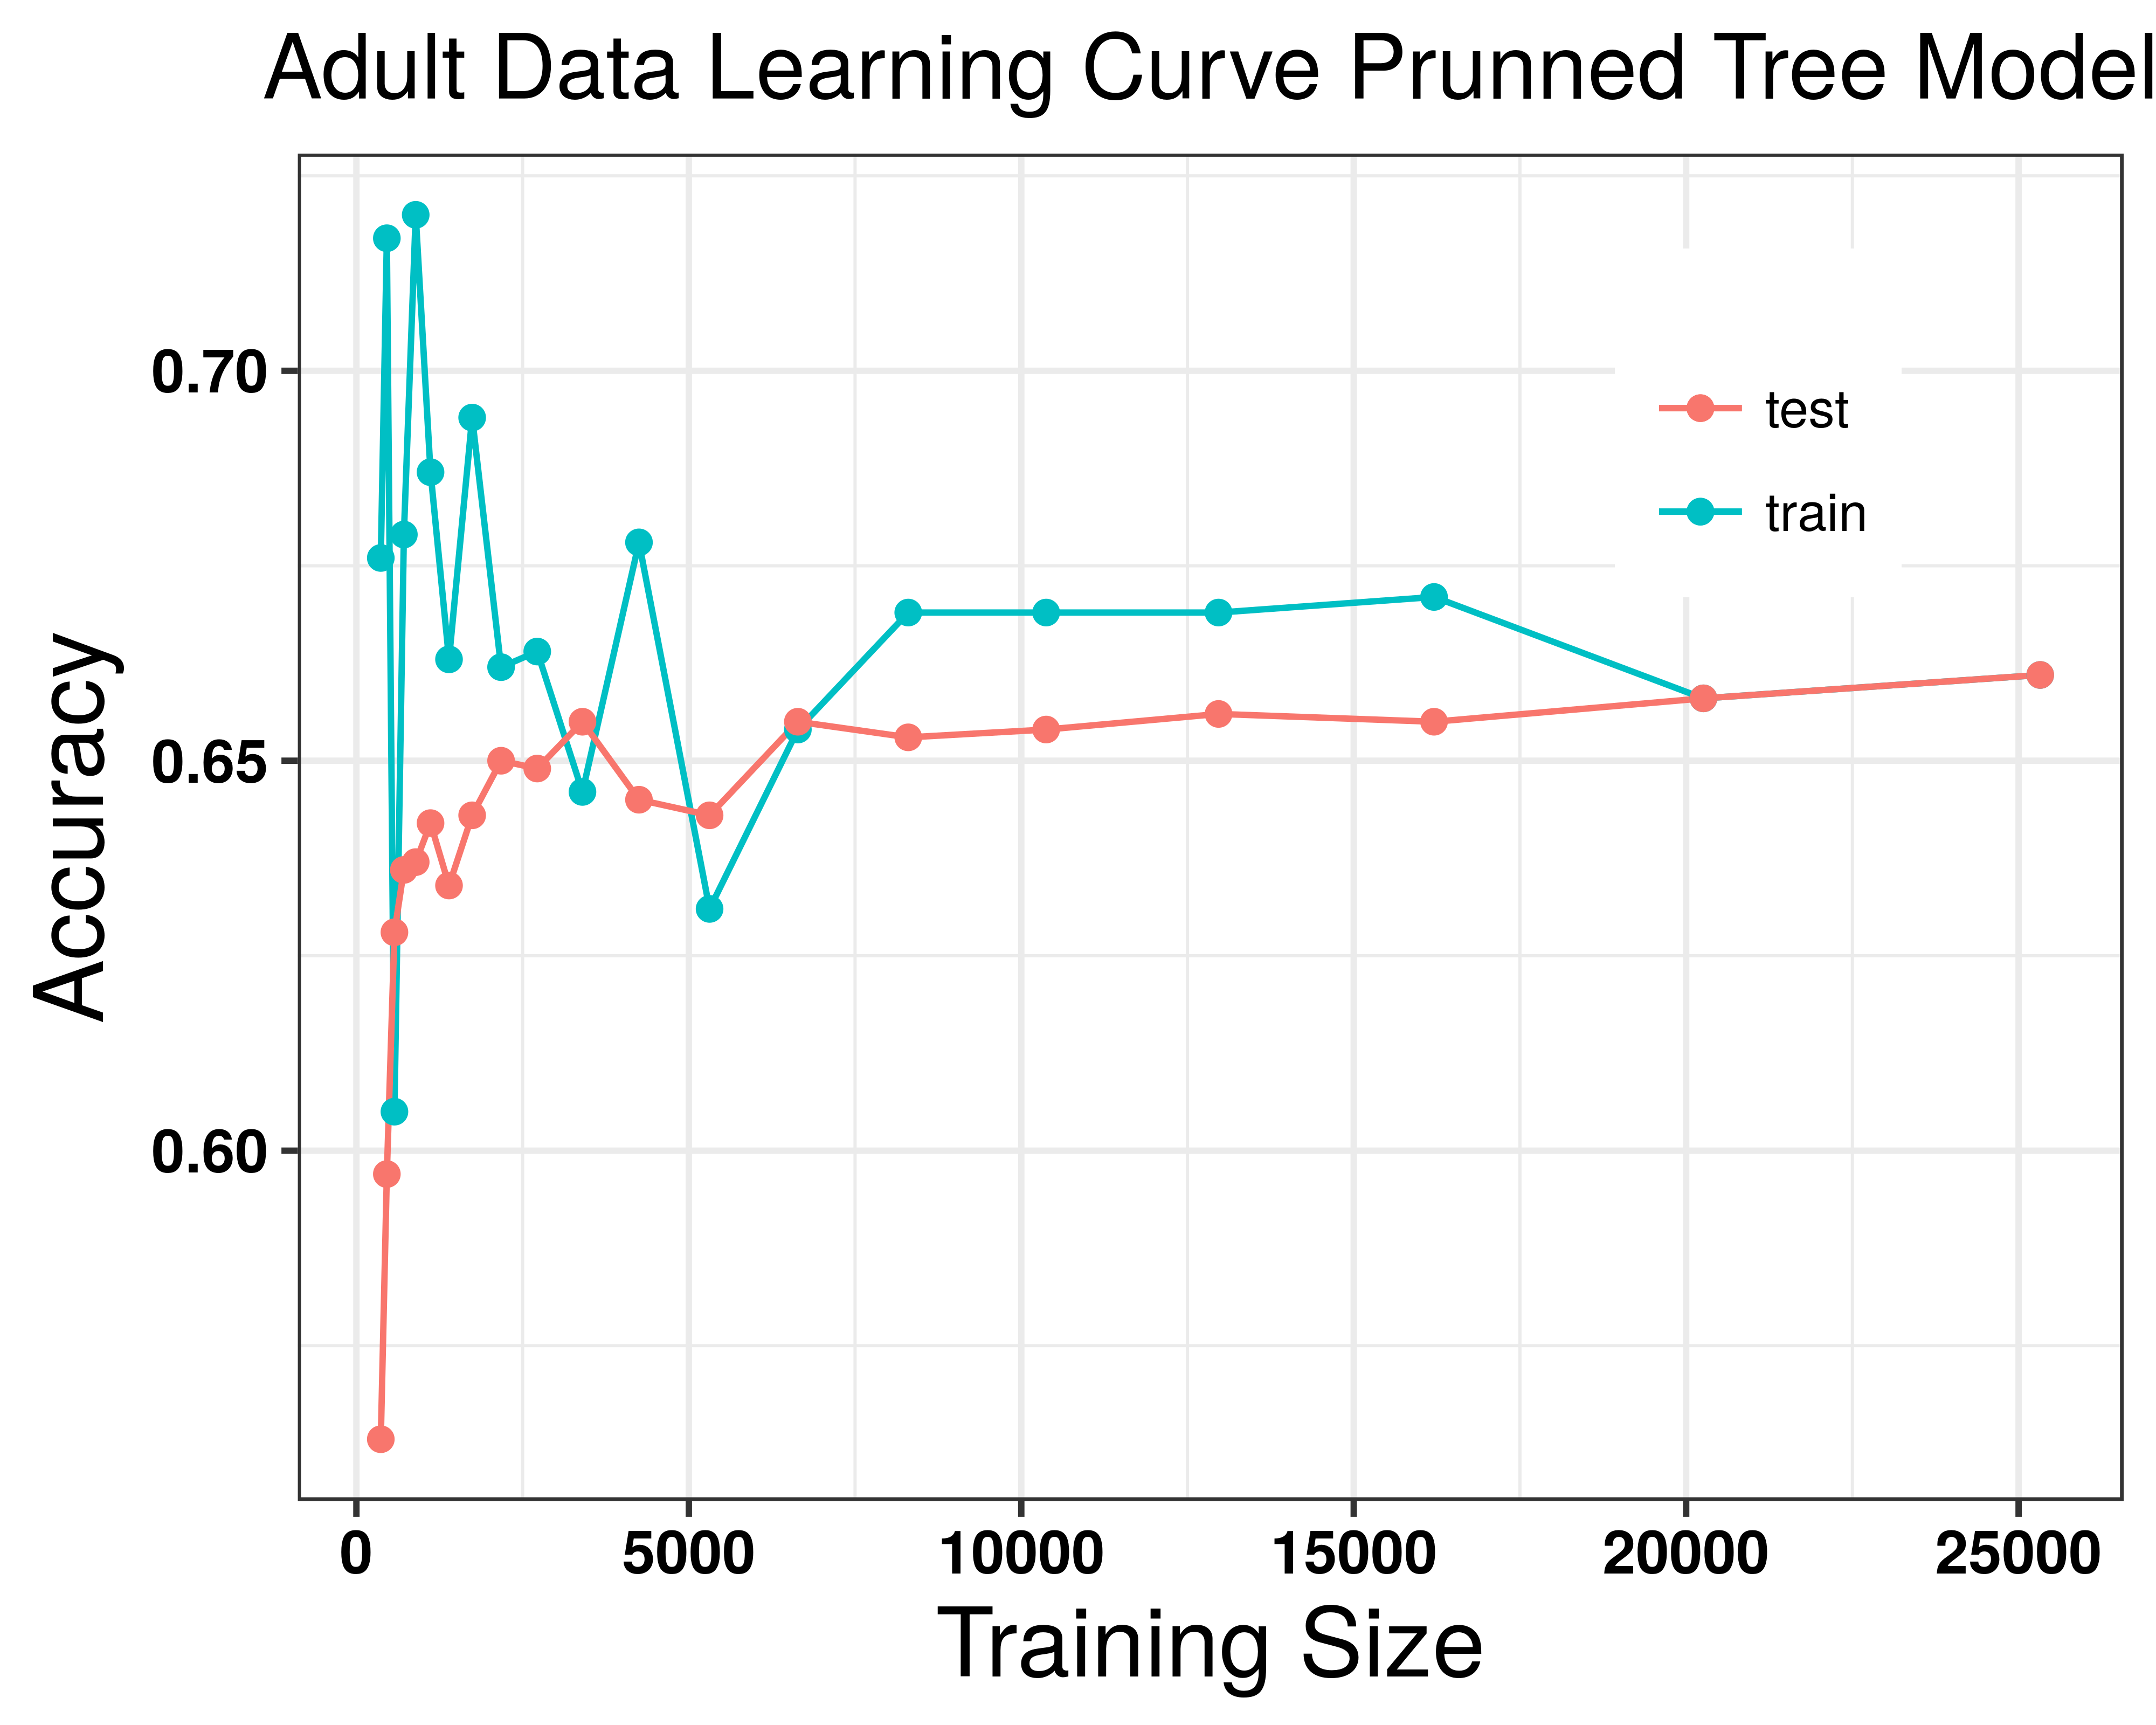 Adult Data Learning Curve Prunned Tree Model
0.70
0.65
0.60
Accuracy
test
train
0 5000 10000 15000 20000 25000
Training Size